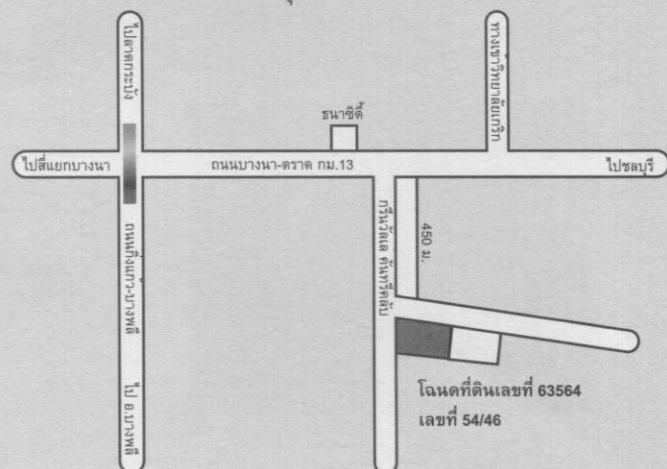 ไปลาดกระบัง
ธนาซิตี้
ทางเข้าวิทยาลัยเกริก
ไปสี่แยกบางนา
ถนนบางนา-ตราด กม.13
ไปชลบุรี
ถนนกิ่งแก้ว-บางพลี
กรีนวัลเล่ คันทรีคลับ
450 ม.
ไป อ.บางพลี
โฉนดที่ดินเลขที่ 63564
เลขที่ 54/46